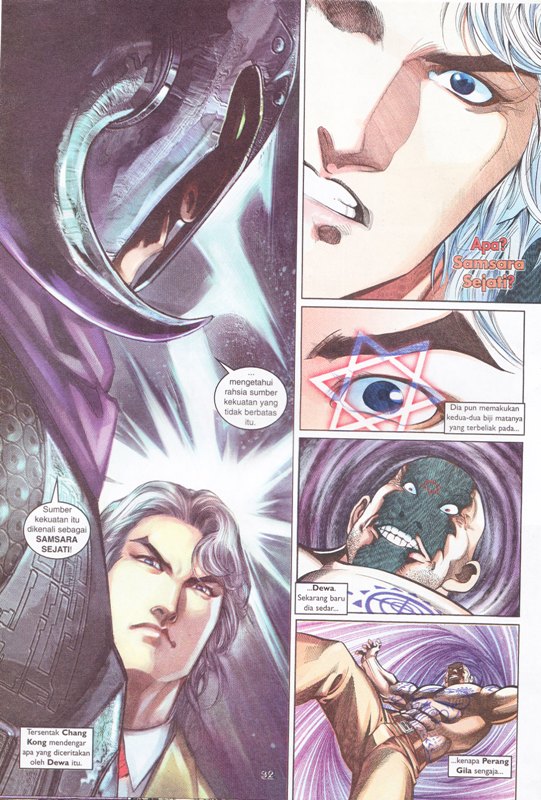 ...
mengetahui
rahsia sumber
kekuatan yang
tidak berbatas
itu.
Sumber
kekuatan itu
dikenali sebagai
SAMSARA
SEJATI!
Tersentak Chang
Kong mendengar
apa yang diceritakan
oleh Dewa itu.
32
Apa?
Samsara
Sejati?
Dia pun memakukan
kedua-dua biji matanya
yang terbeliak pada...
...Dewa.
Sekarang baru
dia sedar...
...kenapa Perang
Gila sengaja...